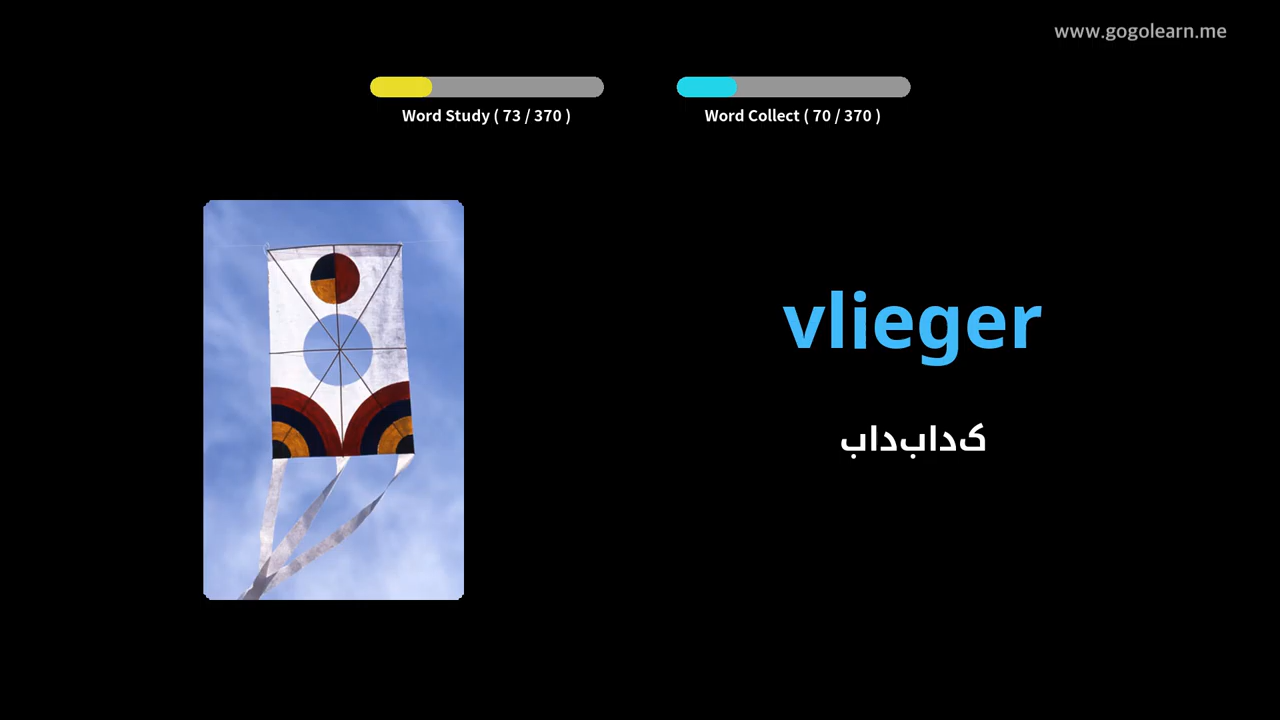 www.gogolearn.me
Word Study ( 73 / 370 )
Word Collect ( 70 / 370 )
vlieger
کدابداب